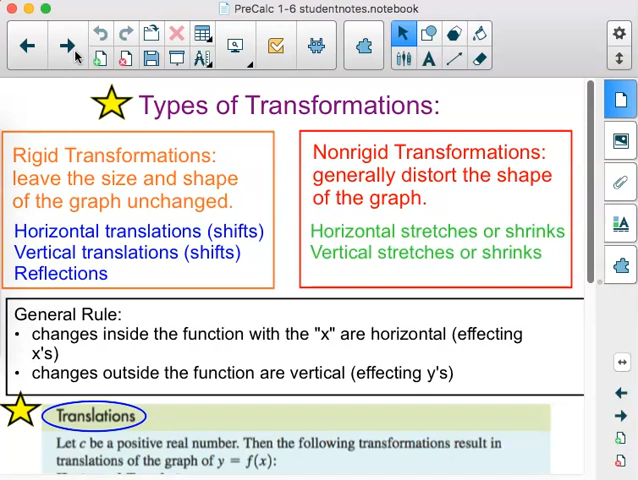 PreCalc 1-6 studentnotes.notebook
Types of Transformations:
Rigid Transformations:
leave the size and shape
of the graph unchanged.
Horizontal translations (shifts)
Vertical translations (shifts)
Reflections
Nonrigid Transformations:
generally distort the shape
of the graph.
Horizontal stretches or shrinks
Vertical stretches or shrinks
General Rule:
• changes inside the function with the "x" are horizontal (effecting
x's)
• changes outside the function are vertical (effecting y's)
Translations
Let c be a positive real number. Then the following transformations result in
translations of the graph of y = f(x):